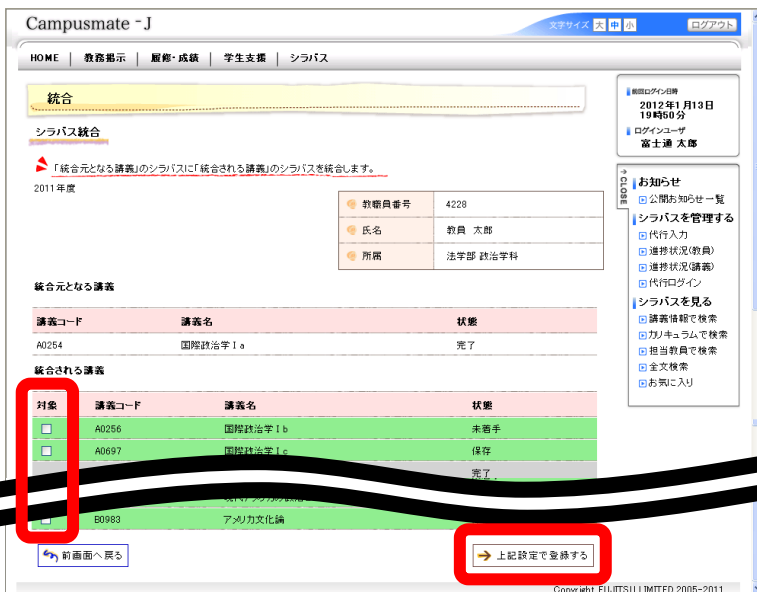 Campusmate-J
文字サイズ 大 中 小
ログアウト
HOME | 教務掲示 | 履修・成績 | 学生支援 | シラバス
統合
シラバス統合
「統合元となる講義」のシラバスに「統合される講義」のシラバスを統合します。
2011年度
教職員番号 4228
氏名 教員 太郎
所属 法学部 政治学科
統合元となる講義
講義コード 講義名 状態
A0254 国際政治学Ⅰa 完了
統合される講義
対象 講義コード 講義名 状態
A0256 国際政治学Ⅰb 未着手
A0697 国際政治学Ⅰc 保存
完了
B0983 アメリカ文化論
前画面へ戻る
上記設定で登録する
前回ログイン日時
2012年1月13日
19時50分
ログインユーザ
富士通 太郎
CLOSE
お知らせ
公開お知らせ一覧
シラバスを管理する
代行入力
進捗状況(教員)
進捗状況(講義)
代行ログイン
シラバスを見る
講義情報で検索
カリキュラムで検索
担当教員で検索
全文検索
お気に入り
Copyright FUJITSU LIMITED 2005-2011